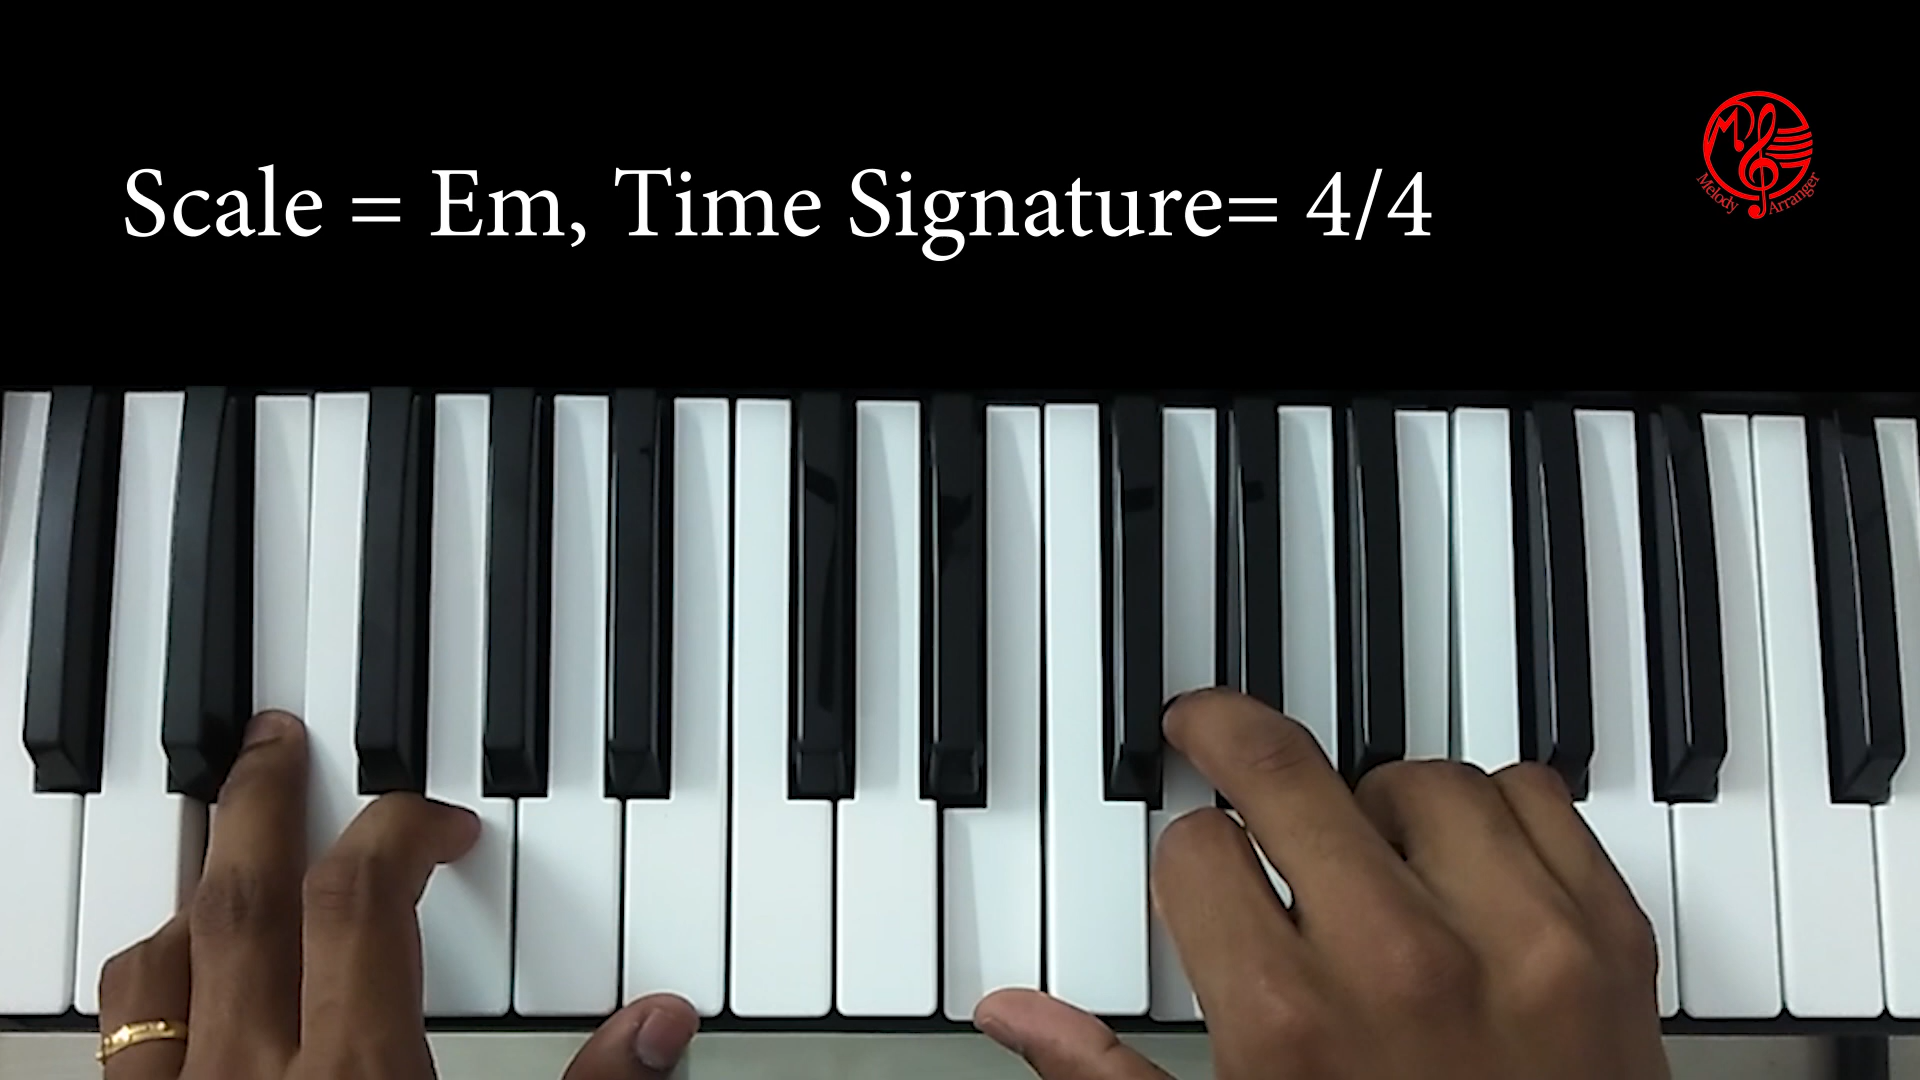 Scale = Em, Time Signature= 4/4
Melody Arranger